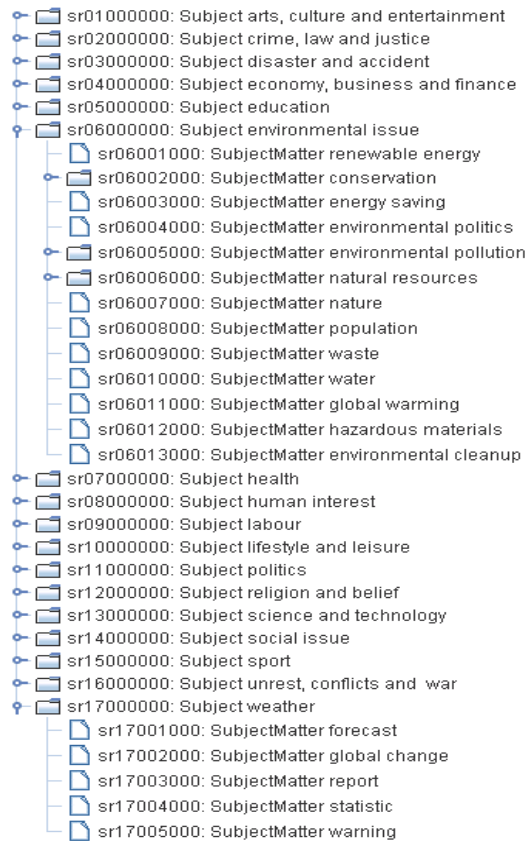 sr01000000: Subject arts, culture and entertainment
sr02000000: Subject crime, law and justice
sr03000000: Subject disaster and accident
sr04000000: Subject economy, business and finance
sr05000000: Subject education
sr06000000: Subject environmental issue
sr06001000: SubjectMatter renewable energy
sr06002000: SubjectMatter conservation
sr06003000: SubjectMatter energy saving
sr06004000: SubjectMatter environmental politics
sr06005000: SubjectMatter environmental pollution
sr06006000: SubjectMatter natural resources
sr06007000: SubjectMatter nature
sr06008000: SubjectMatter population
sr06009000: SubjectMatter waste
sr06010000: SubjectMatter water
sr06011000: SubjectMatter global warming
sr06012000: SubjectMatter hazardous materials
sr06013000: SubjectMatter environmental cleanup
sr07000000: Subject health
sr08000000: Subject human interest
sr09000000: Subject labour
sr10000000: Subject lifestyle and leisure
sr11000000: Subject politics
sr12000000: Subject religion and belief
sr13000000: Subject science and technology
sr14000000: Subject social issue
sr15000000: Subject sport
sr16000000: Subject unrest, conflicts and war
sr17000000: Subject weather
sr17001000: SubjectMatter forecast
sr17002000: SubjectMatter global change
sr17003000: SubjectMatter report
sr17004000: SubjectMatter statistic
sr17005000: SubjectMatter warning